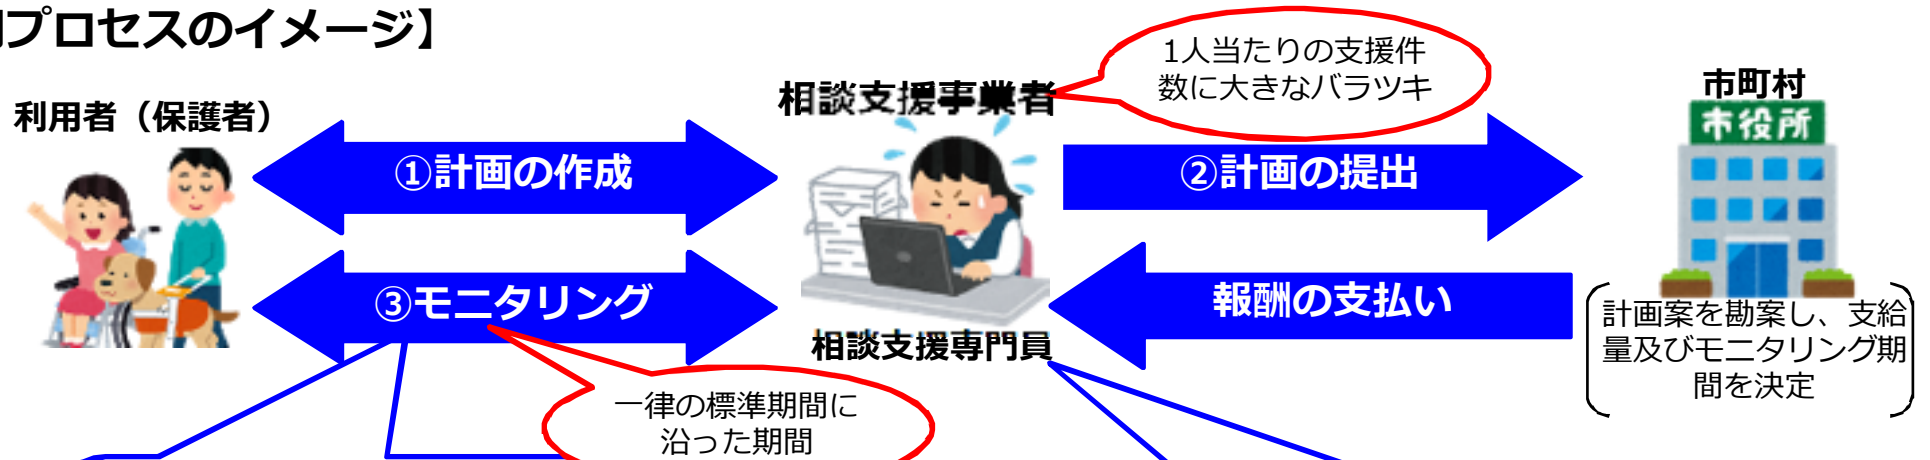 プロセスのイメージ】
利用者（保護者）
①計画の作成
③モニタリング
一律の標準期間に
沿った期間
相談支援事業者
相談支援専門員
1人当たりの支援件
数に大きなバラツキ
②計画の提出
報酬の支払い
市町村
市役所
計画案を勘案し、支給
量及びモニタリング期
間を決定